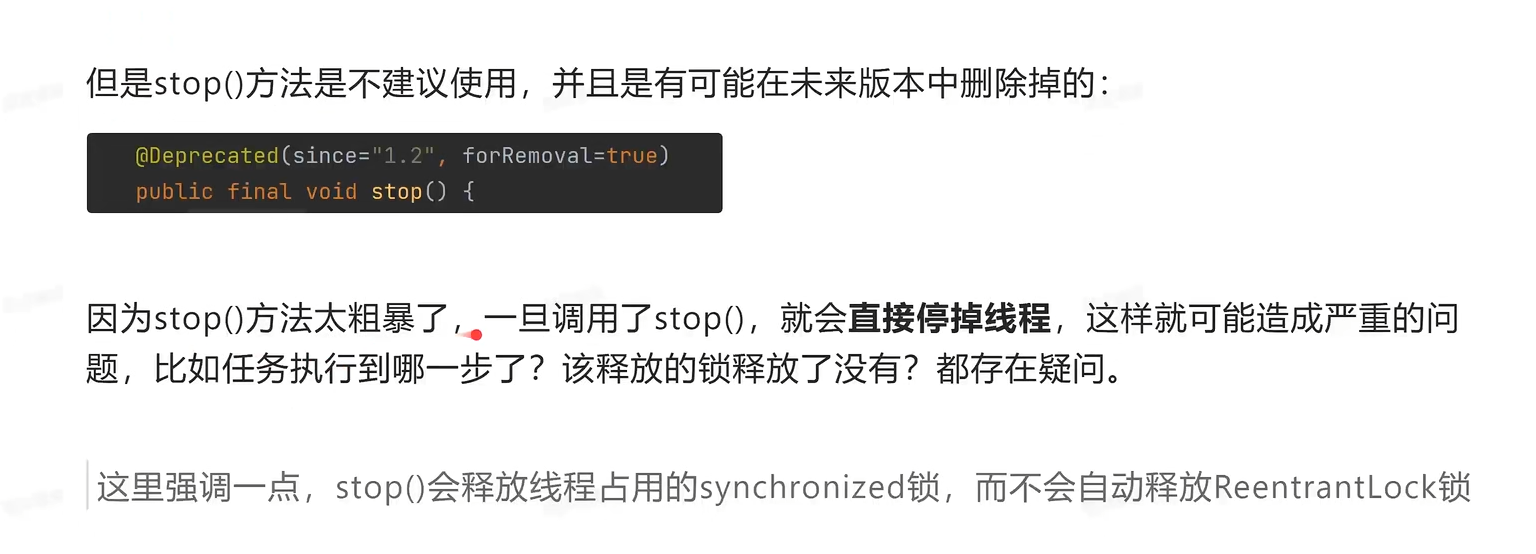 但是stop()方法是不建议使用，并且是有可能在未来版本中删除掉的：
@Deprecated(since="1.2", forRemoval=true)
public final void stop() {
因为stop()方法太粗暴了，一旦调用了stop()，就会直接停掉线程，这样就可能造成严重的问
题，比如任务执行到哪一步了？该释放的锁释放了没有？都存在疑问。
这里强调一点，stop()会释放线程占用的synchronized锁，而不会自动释放ReentrantLock锁